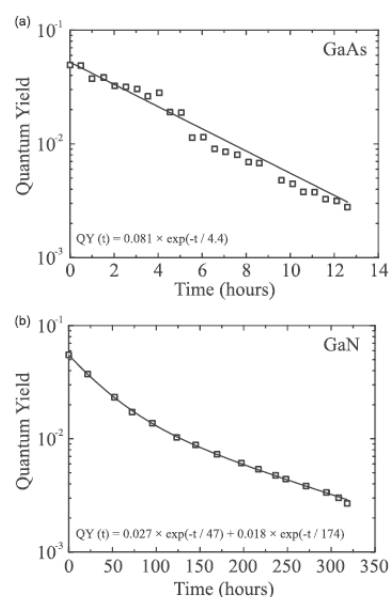 (a)
GaAs
10⁻¹
10⁻²
10⁻³
Quantum Yield
QY (t) = 0.081 × exp(-t / 4.4)
0 2 4 6 8 10 12 14
Time (hours)
(b)
GaN
10⁻¹
10⁻²
10⁻³
Quantum Yield
QY (t) = 0.027 × exp(-t / 47) + 0.018 × exp(-t / 174)
0 50 100 150 200 250 300 350
Time (hours)